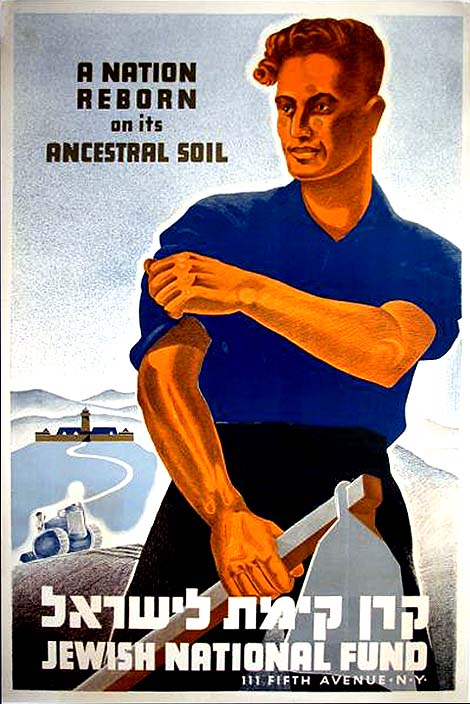 A NATION
REBORN
on its
ANCESTRAL SOIL
קרן קימת לישראל
JEWISH NATIONAL FUND
111 FIFTH AVENUE · N·Y·